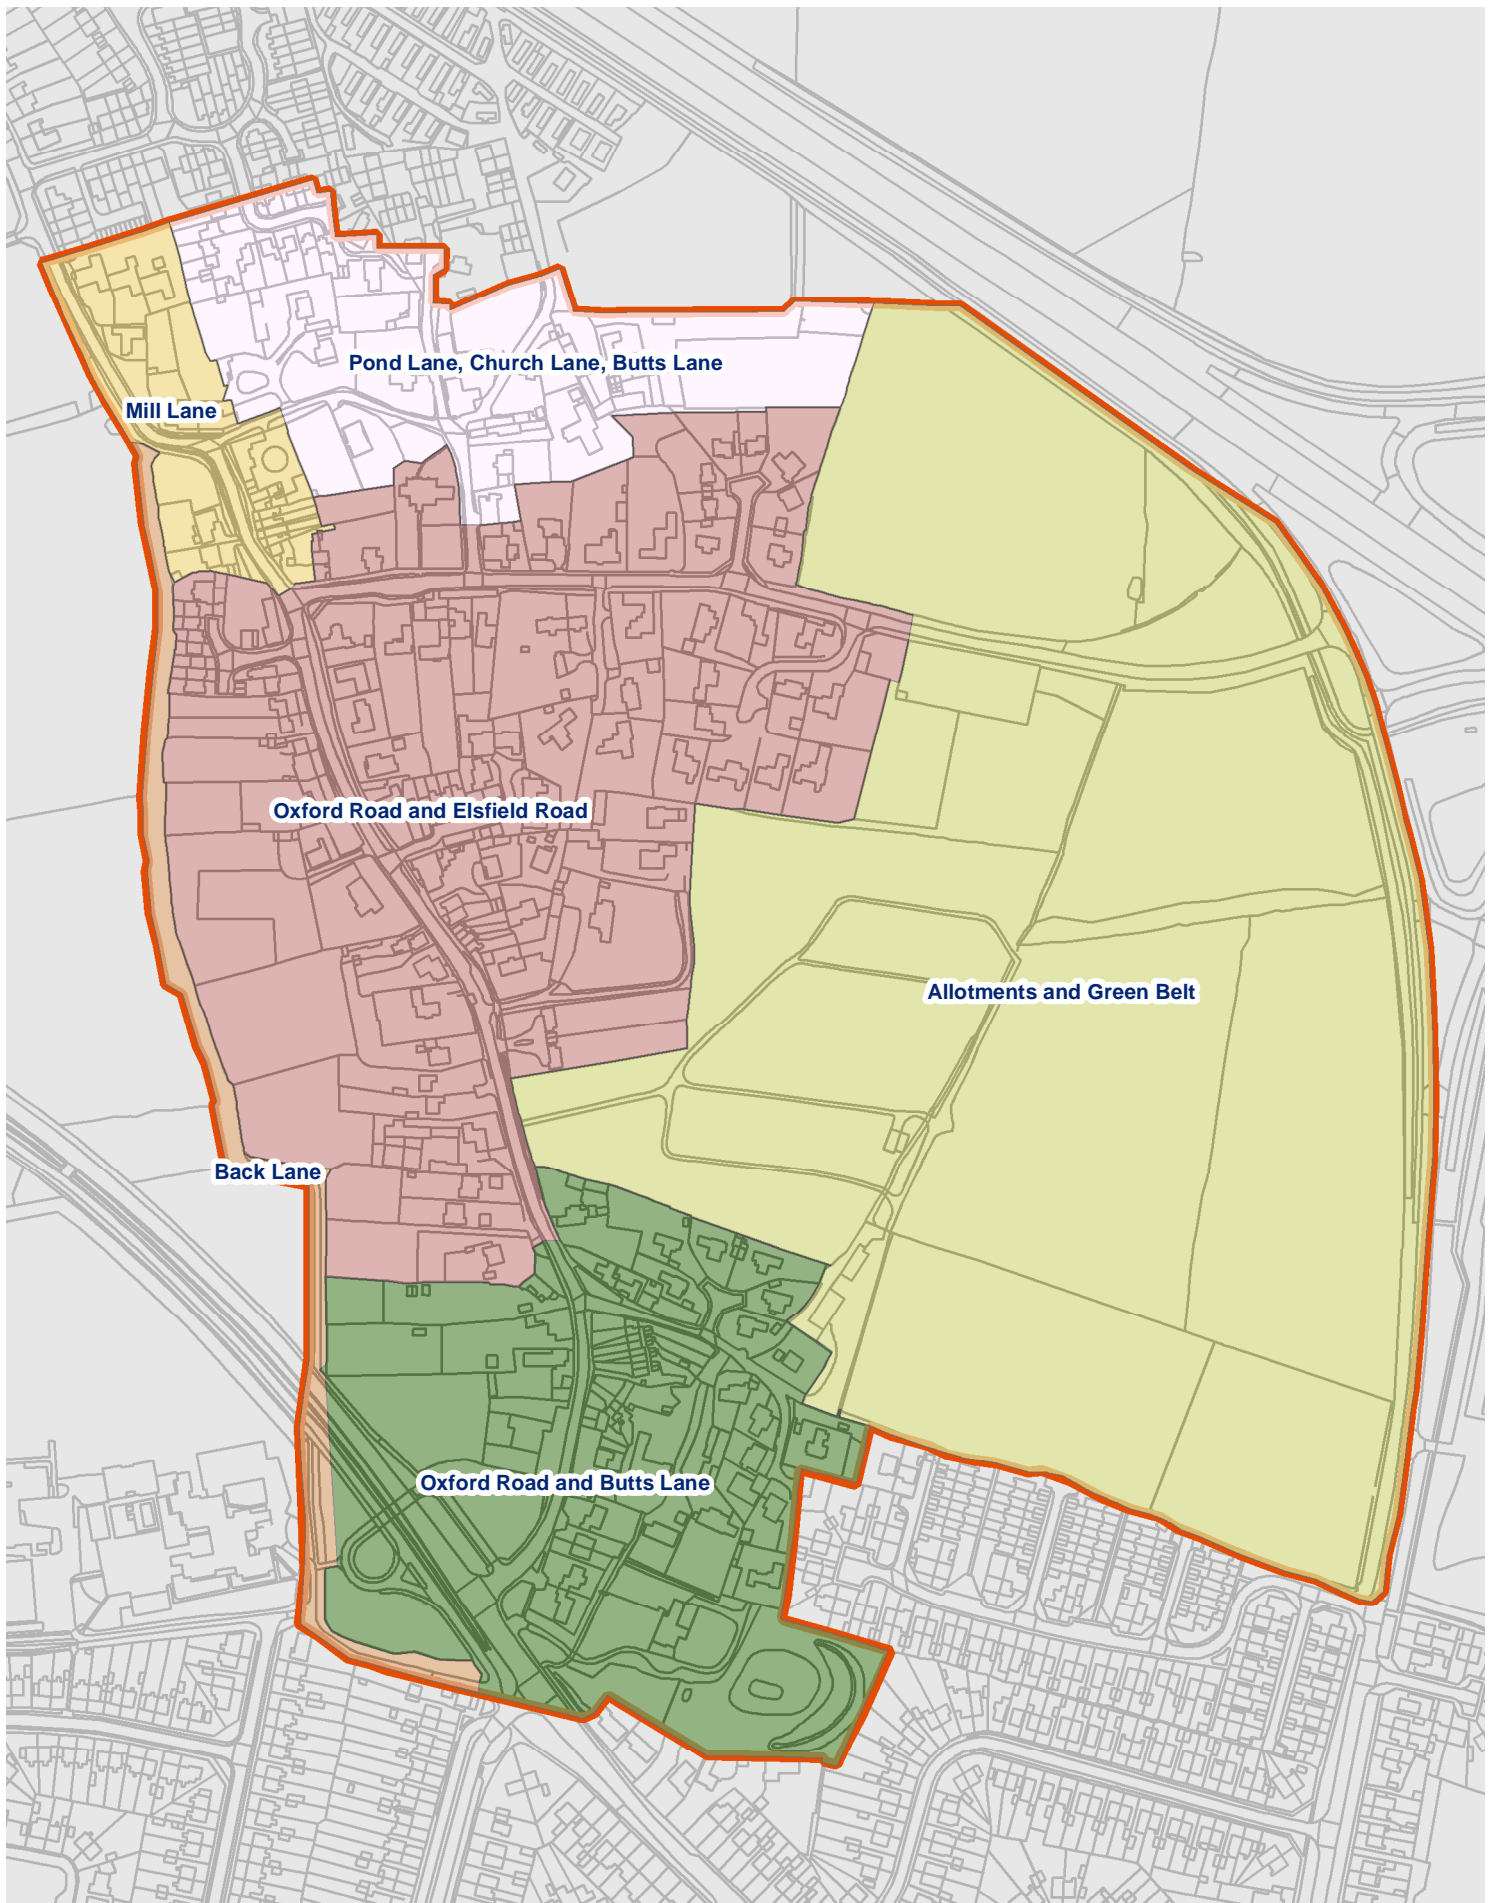 Pond Lane, Church Lane, Butts Lane
Mill Lane
Oxford Road and Elsfield Road
Allotments and Green Belt
Back Lane
Oxford Road and Butts Lane